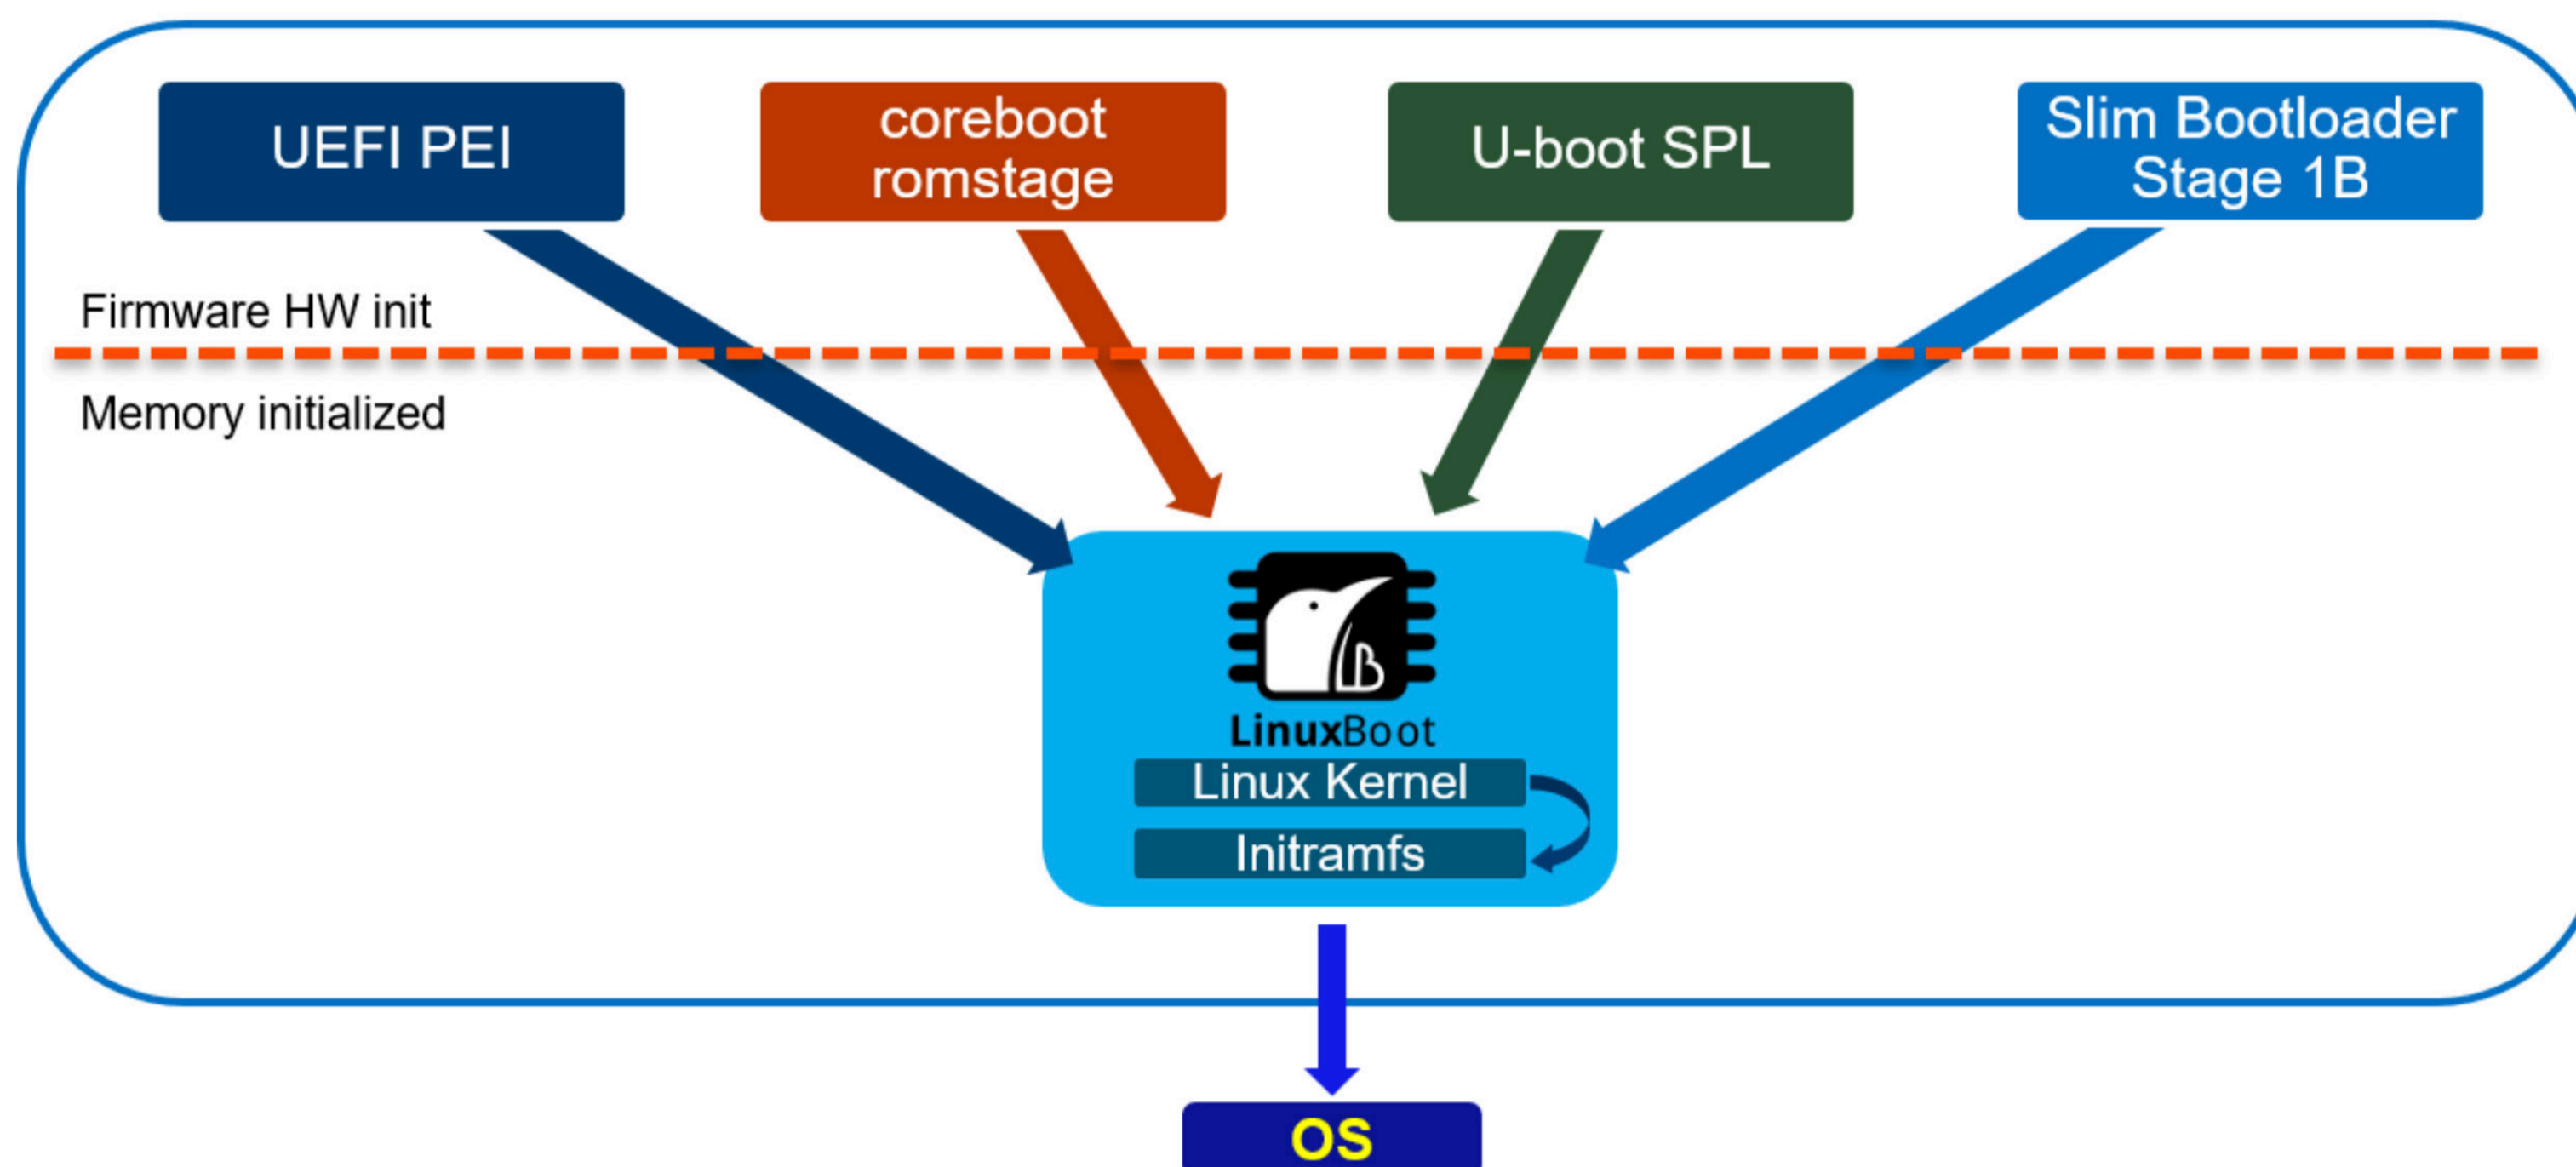 UEFI PEI
coreboot
romstage
U-boot SPL
Slim Bootloader
Stage 1B
Firmware HW init
Memory initialized
LinuxBoot
Linux Kernel
Initramfs
OS